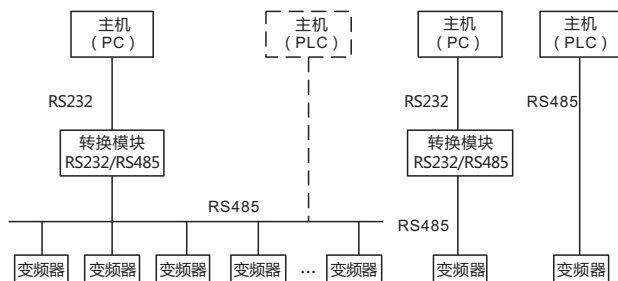 主机
（PC）
主机
（PLC）
主机
（PC）
主机
（PLC）
RS232
RS232
RS485
转换模块
RS232/RS485
转换模块
RS232/RS485
RS485
RS485
变频器
变频器
变频器
变频器
...
变频器
变频器
变频器